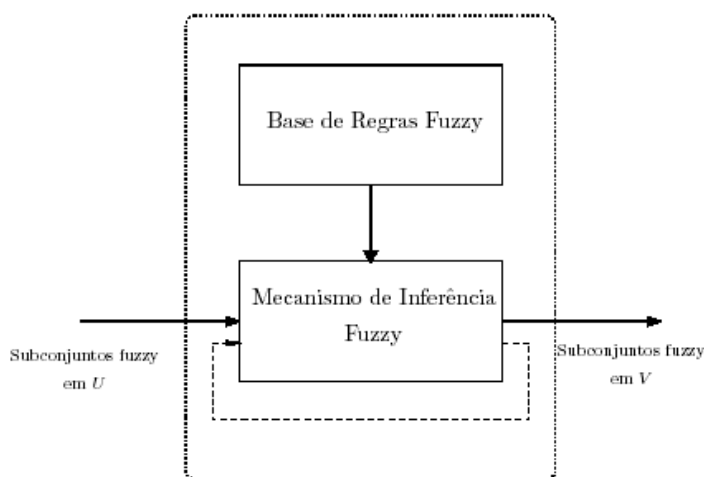 Base de Regras Fuzzy
Mecanismo de Inferência
Fuzzy
Subconjuntos fuzzy
em U
Subconjuntos fuzzy
em V